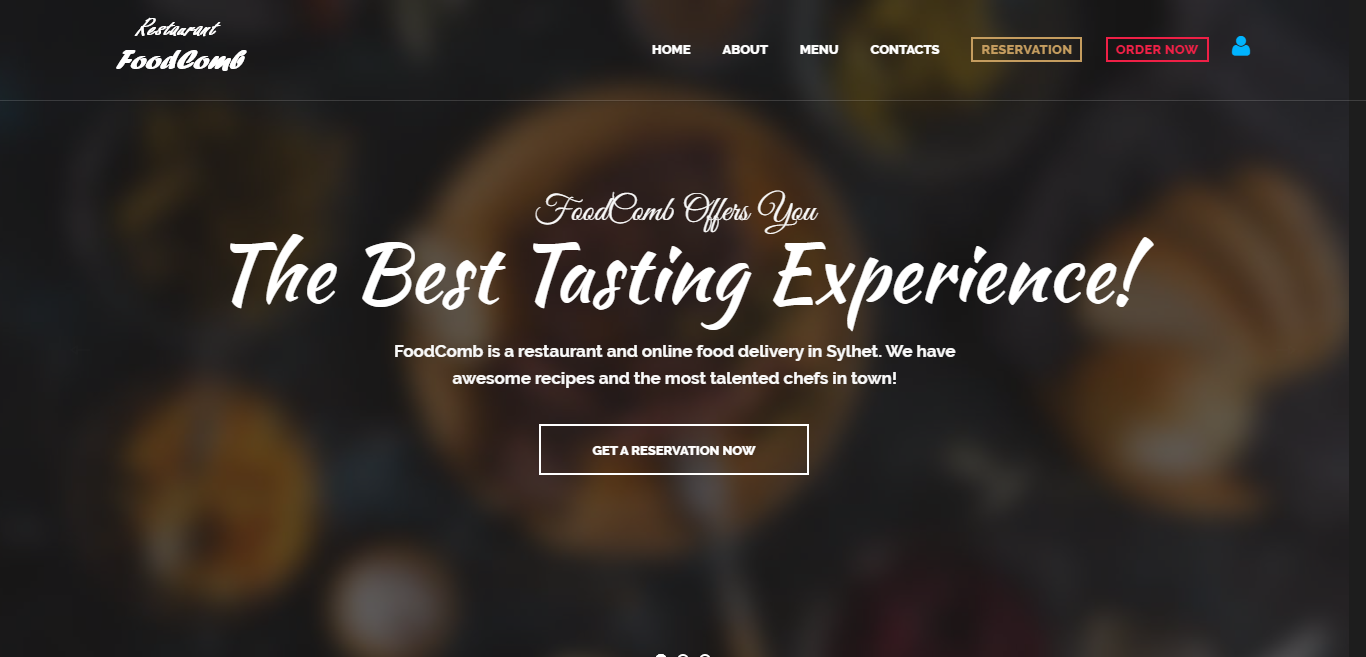 Restaurant
FoodComb
HOME ABOUT MENU CONTACTS RESERVATION ORDER NOW
FoodComb Offers You
The Best Tasting Experience!
FoodComb is a restaurant and online food delivery in Sylhet. We have
awesome recipes and the most talented chefs in town!
GET A RESERVATION NOW